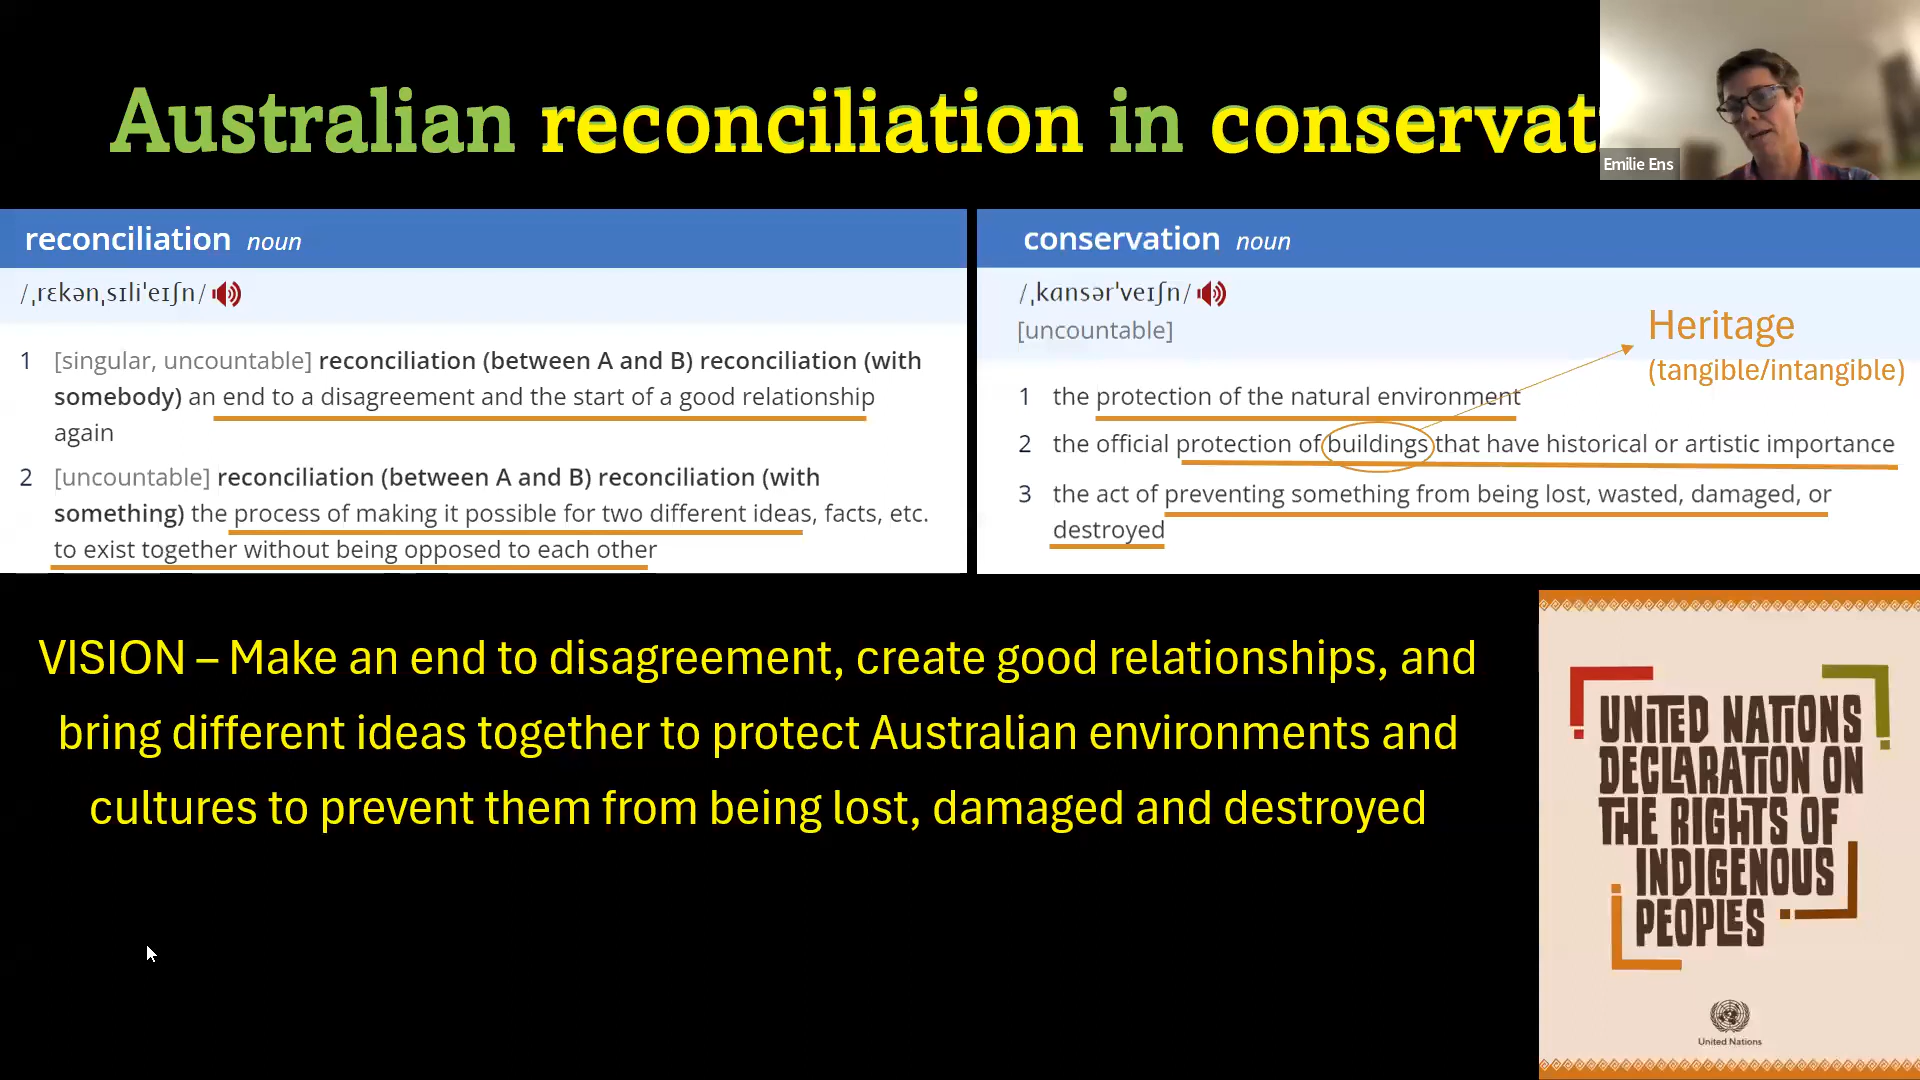 Australian reconciliation in conservat
Emilie Ens
reconciliation noun
/ˌrɛkənˌsɪliˈeɪʃn/
1 [singular, uncountable] reconciliation (between A and B) reconciliation (with
somebody) an end to a disagreement and the start of a good relationship
again
2 [uncountable] reconciliation (between A and B) reconciliation (with
something) the process of making it possible for two different ideas, facts, etc.
to exist together without being opposed to each other
conservation noun
/ˌkɑnsərˈveɪʃn/
[uncountable]
Heritage
(tangible/intangible)
1 the protection of the natural environment
2 the official protection of buildings that have historical or artistic importance
3 the act of preventing something from being lost, wasted, damaged, or
destroyed
VISION – Make an end to disagreement, create good relationships, and
bring different ideas together to protect Australian environments and
cultures to prevent them from being lost, damaged and destroyed
UNITED NATIONS
DECLARATION ON
THE RIGHTS OF
INDIGENOUS
PEOPLES
United Nations